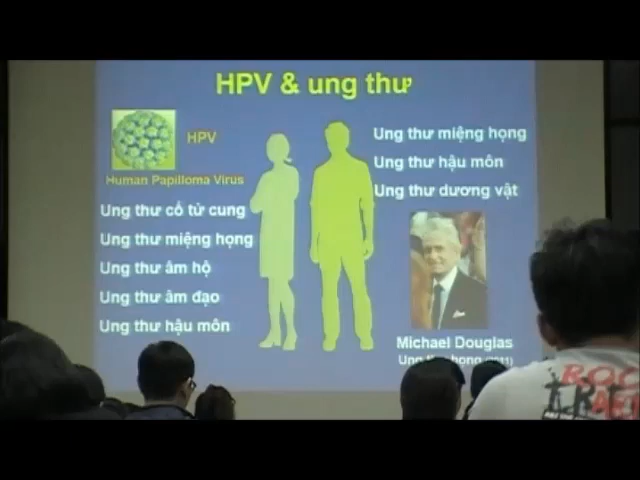 HPV & ung thư
HPV
Human Papilloma Virus
Ung thư cổ tử cung
Ung thư miệng họng
Ung thư âm hộ
Ung thư âm đạo
Ung thư hậu môn
Ung thư miệng họng
Ung thư hậu môn
Ung thư dương vật
Michael Douglas
Ung
ROC